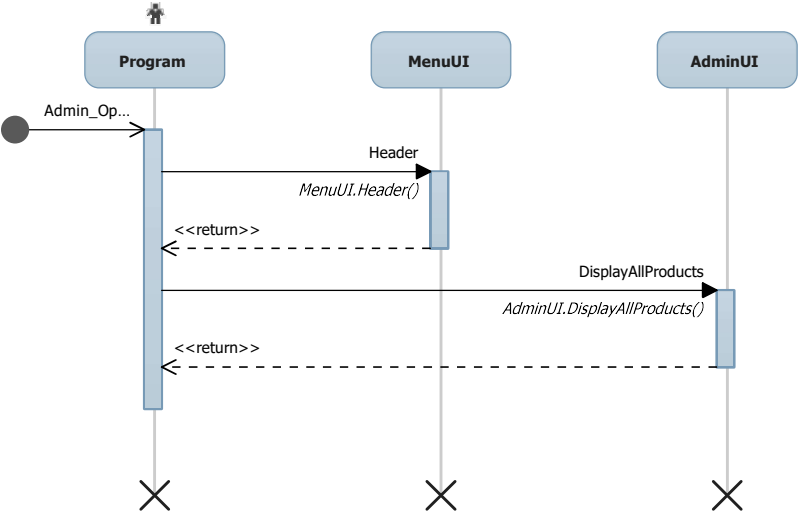 Program
MenuUI
AdminUI
Admin_Op...
Header
MenuUI.Header()
<<return>>
DisplayAllProducts
AdminUI.DisplayAllProducts()
<<return>>